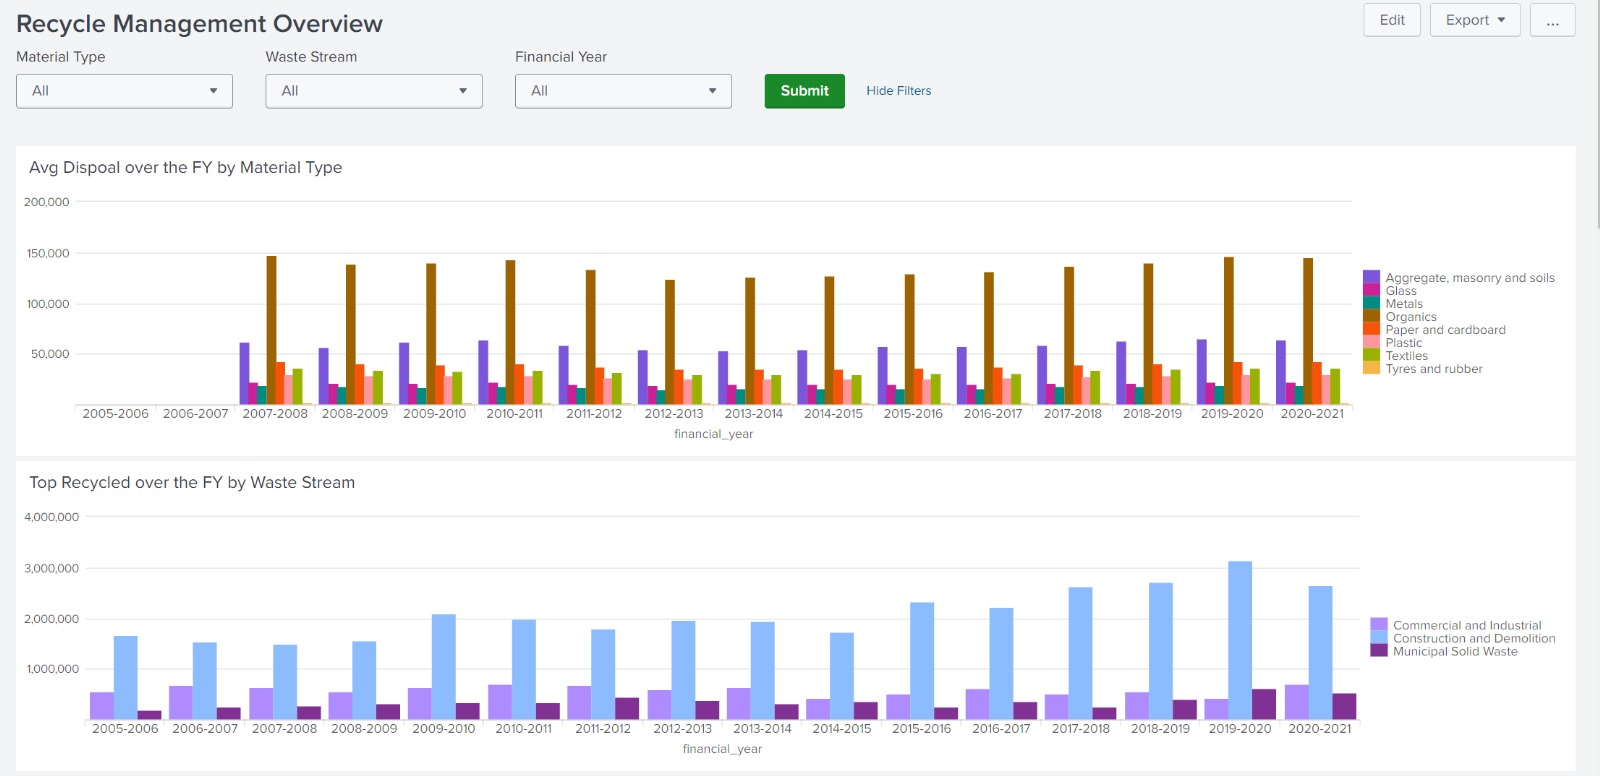 Recycle Management Overview
Edit
Export
...
Material Type
Waste Stream
Financial Year
All
All
All
Submit
Hide Filters
Avg Dispoal over the FY by Material Type
200,000
150,000
100,000
50,000
2005-2006 2006-2007 2007-2008 2008-2009 2009-2010 2010-2011 2011-2012 2012-2013 2013-2014 2014-2015 2015-2016 2016-2017 2017-2018 2018-2019 2019-2020 2020-2021
financial_year
Aggregate, masonry and soils
Glass
Metals
Organics
Paper and cardboard
Plastic
Textiles
Tyres and rubber
Top Recycled over the FY by Waste Stream
4,000,000
3,000,000
2,000,000
1,000,000
2005-2006 2006-2007 2007-2008 2008-2009 2009-2010 2010-2011 2011-2012 2012-2013 2013-2014 2014-2015 2015-2016 2016-2017 2017-2018 2018-2019 2019-2020 2020-2021
financial_year
Commercial and Industrial
Construction and Demolition
Municipal Solid Waste